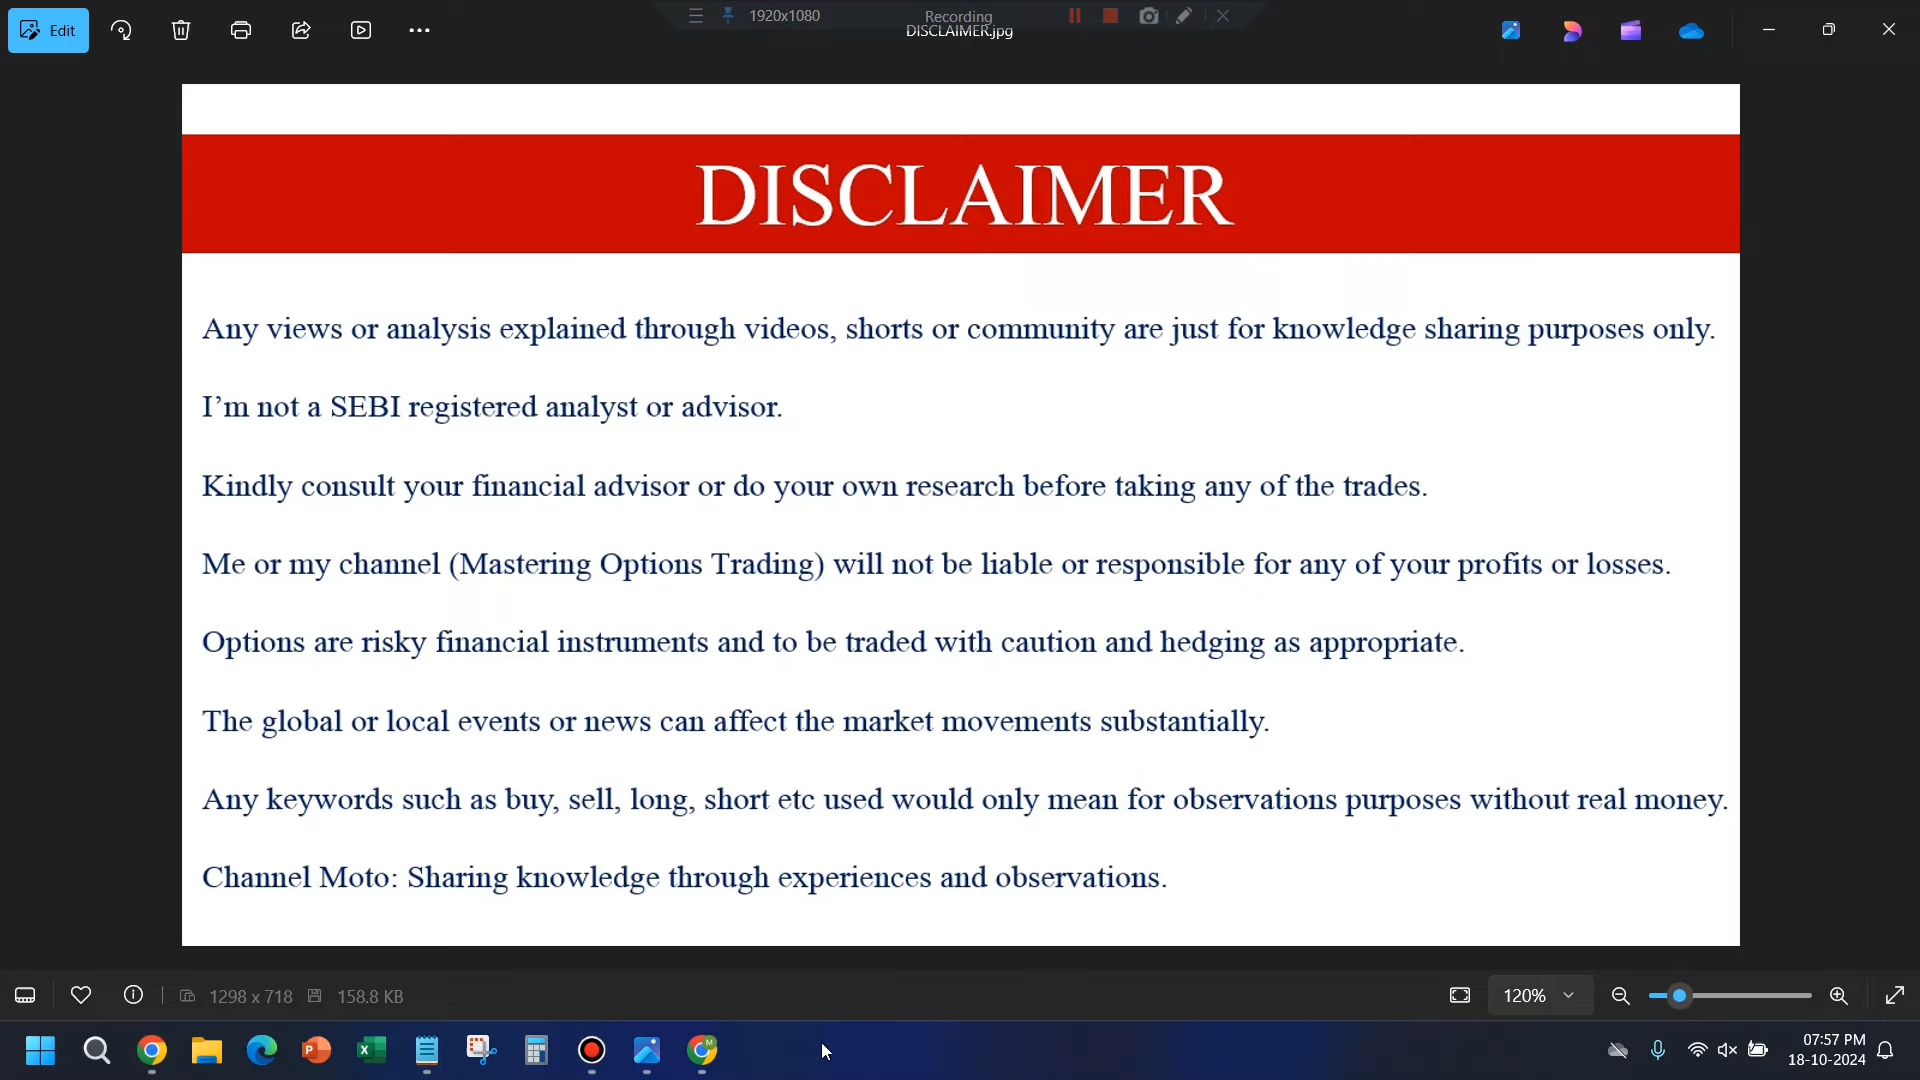 Edit
1920x1080
Recording
DISCLAIMER.jpg
DISCLAIMER
Any views or analysis explained through videos, shorts or community are just for knowledge sharing purposes only.
I’m not a SEBI registered analyst or advisor.
Kindly consult your financial advisor or do your own research before taking any of the trades.
Me or my channel (Mastering Options Trading) will not be liable or responsible for any of your profits or losses.
Options are risky financial instruments and to be traded with caution and hedging as appropriate.
The global or local events or news can affect the market movements substantially.
Any keywords such as buy, sell, long, short etc used would only mean for observations purposes without real money.
Channel Moto: Sharing knowledge through experiences and observations.
1298 x 718 158.8 KB 120%
07:57 PM
18-10-2024